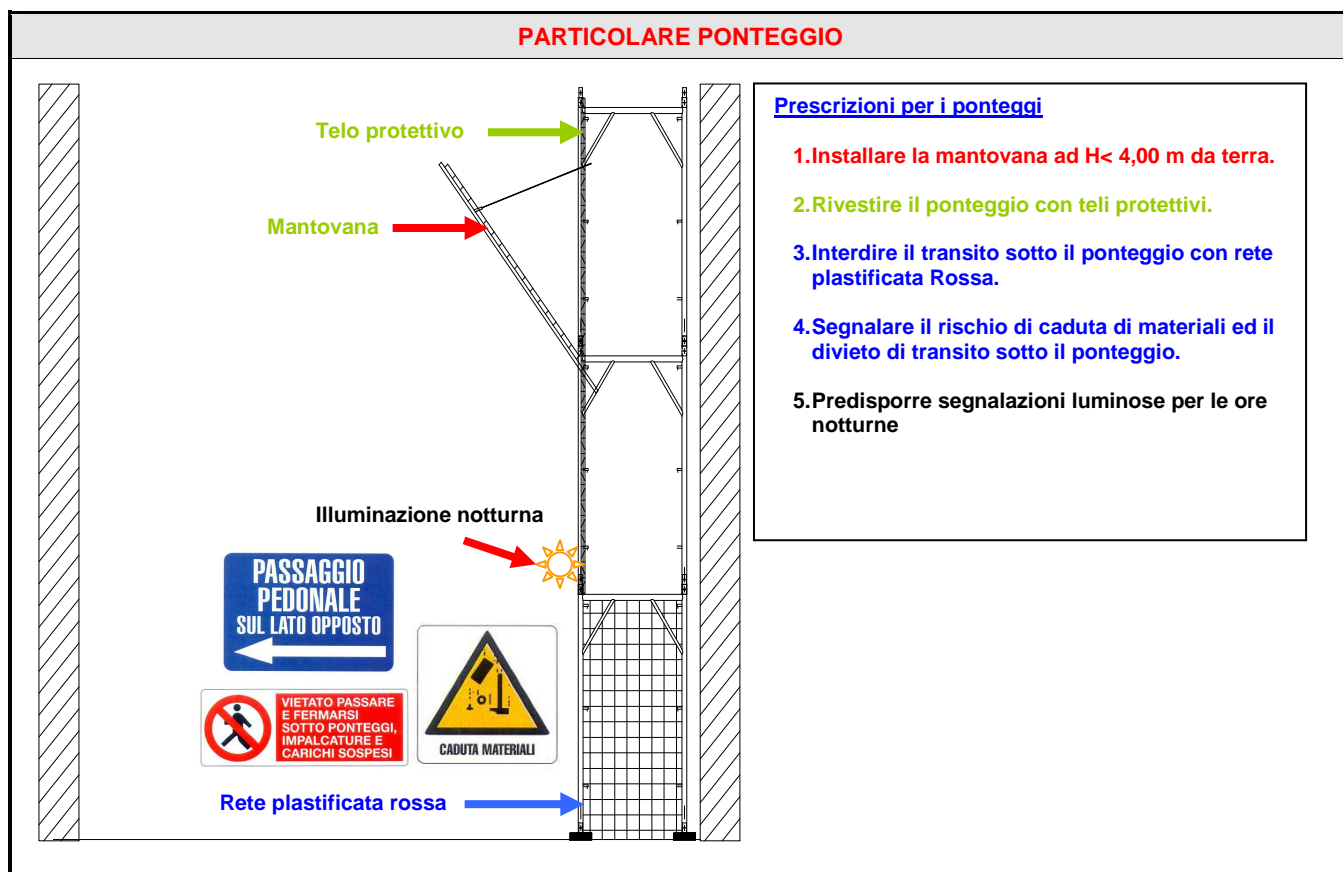 PARTICOLARE PONTEGGIO
Telo protettivo
Mantovana
Illuminazione notturna
PASSAGGIO
PEDONALE
SUL LATO OPPOSTO
VIETATO PASSARE
E FERMARSI
SOTTO PONTEGGI,
IMPALCATURE E
CARICHI SOSPESI
CADUTA MATERIALI
Rete plastificata rossa
Prescrizioni per i ponteggi
1.Installare la mantovana ad H< 4,00 m da terra.
2.Rivestire il ponteggio con teli protettivi.
3.Interdire il transito sotto il ponteggio con rete
plastificata Rossa.
4.Segnalare il rischio di caduta di materiali ed il
divieto di transito sotto il ponteggio.
5.Predisporre segnalazioni luminose per le ore
notturne